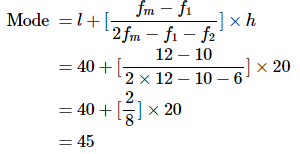 Mode = l + [ (f_m − f_1) / (2f_m − f_1 − f_2) ] × h
= 40 + [ (12 − 10) / (2 × 12 − 10 − 6) ] × 20
= 40 + [ 2 / 8 ] × 20
= 45